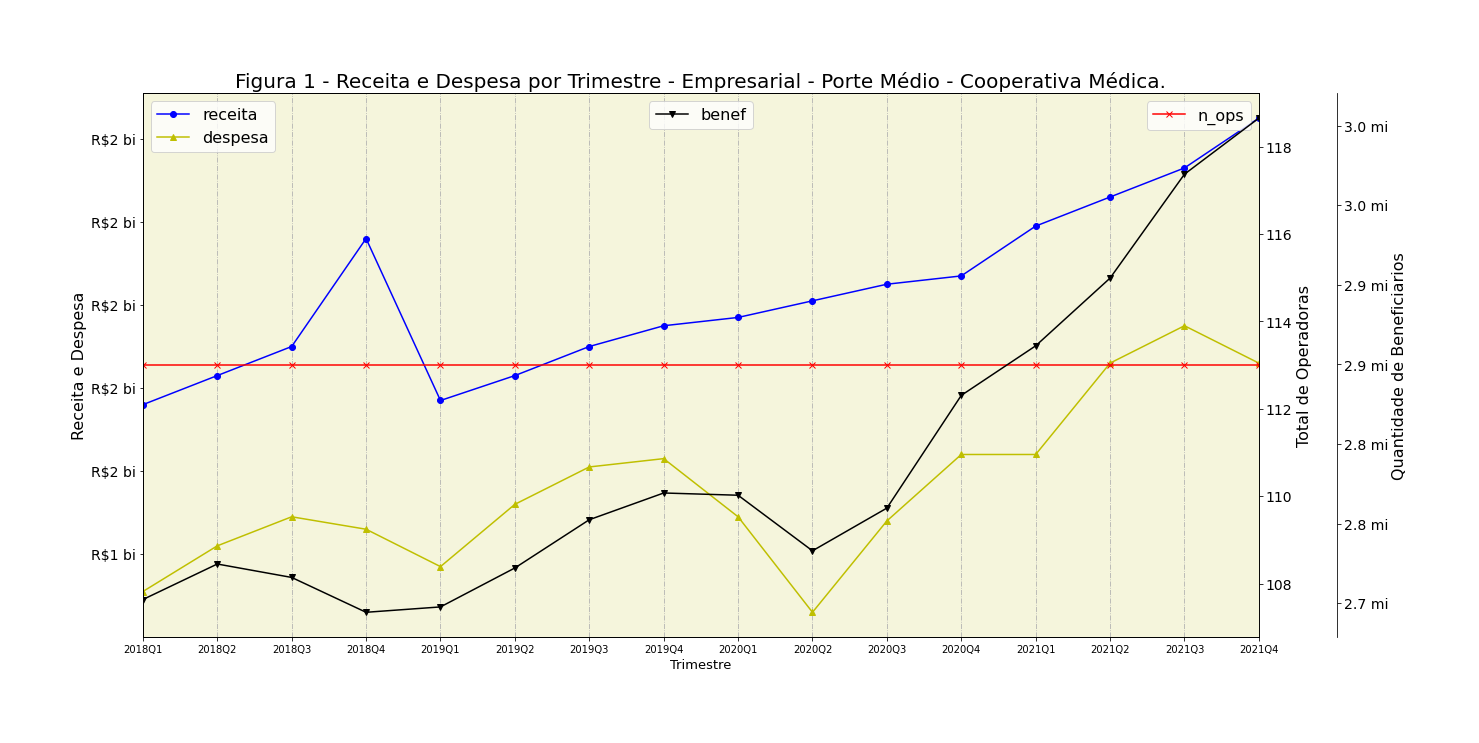 Figura 1 - Receita e Despesa por Trimestre - Empresarial - Porte Médio - Cooperativa Médica.
receita
despesa
benef
n_ops
Receita e Despesa
R$2 bi
R$2 bi
R$2 bi
R$2 bi
R$2 bi
R$1 bi
118
116
114
112
110
108
Total de Operadoras
3.0 mi
3.0 mi
2.9 mi
2.9 mi
2.8 mi
2.8 mi
2.7 mi
Quantidade de Beneficiarios
2018Q1 2018Q2 2018Q3 2018Q4 2019Q1 2019Q2 2019Q3 2019Q4 2020Q1 2020Q2 2020Q3 2020Q4 2021Q1 2021Q2 2021Q3 2021Q4
Trimestre